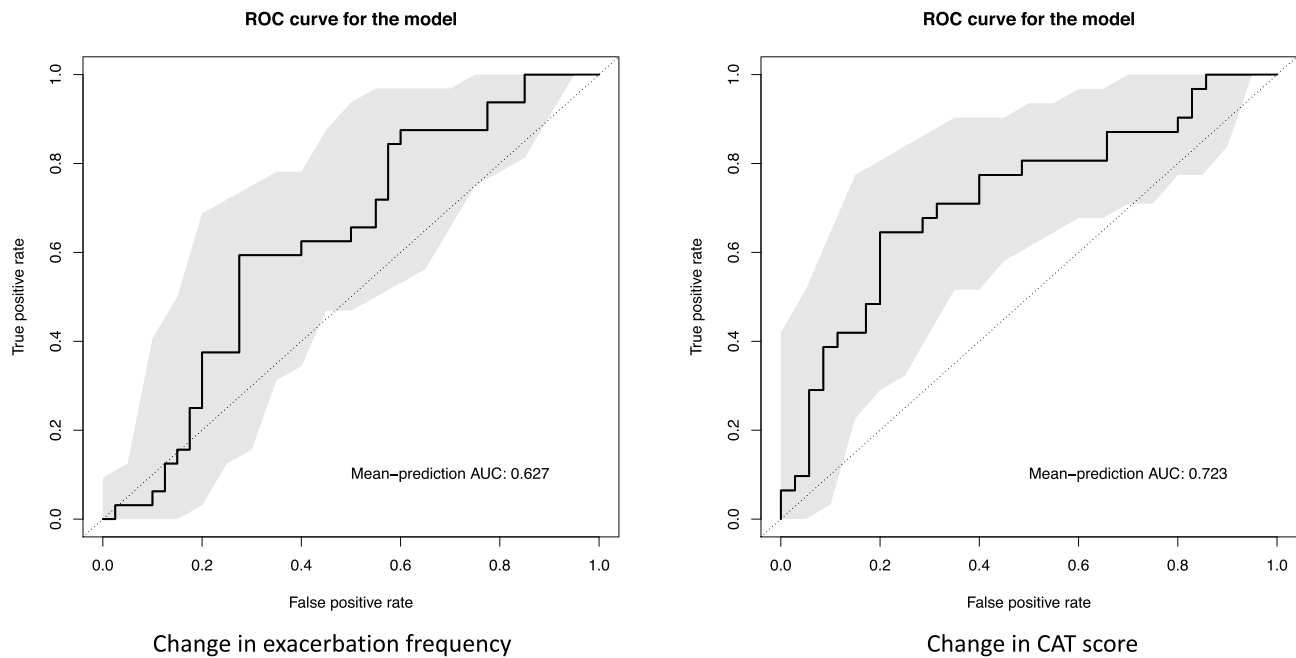 ROC curve for the model
True positive rate
1.0
0.8
0.6
0.4
0.2
0.0
Mean−prediction AUC: 0.627
0.0 0.2 0.4 0.6 0.8 1.0
False positive rate
Change in exacerbation frequency
ROC curve for the model
True positive rate
1.0
0.8
0.6
0.4
0.2
0.0
Mean−prediction AUC: 0.723
0.0 0.2 0.4 0.6 0.8 1.0
False positive rate
Change in CAT score